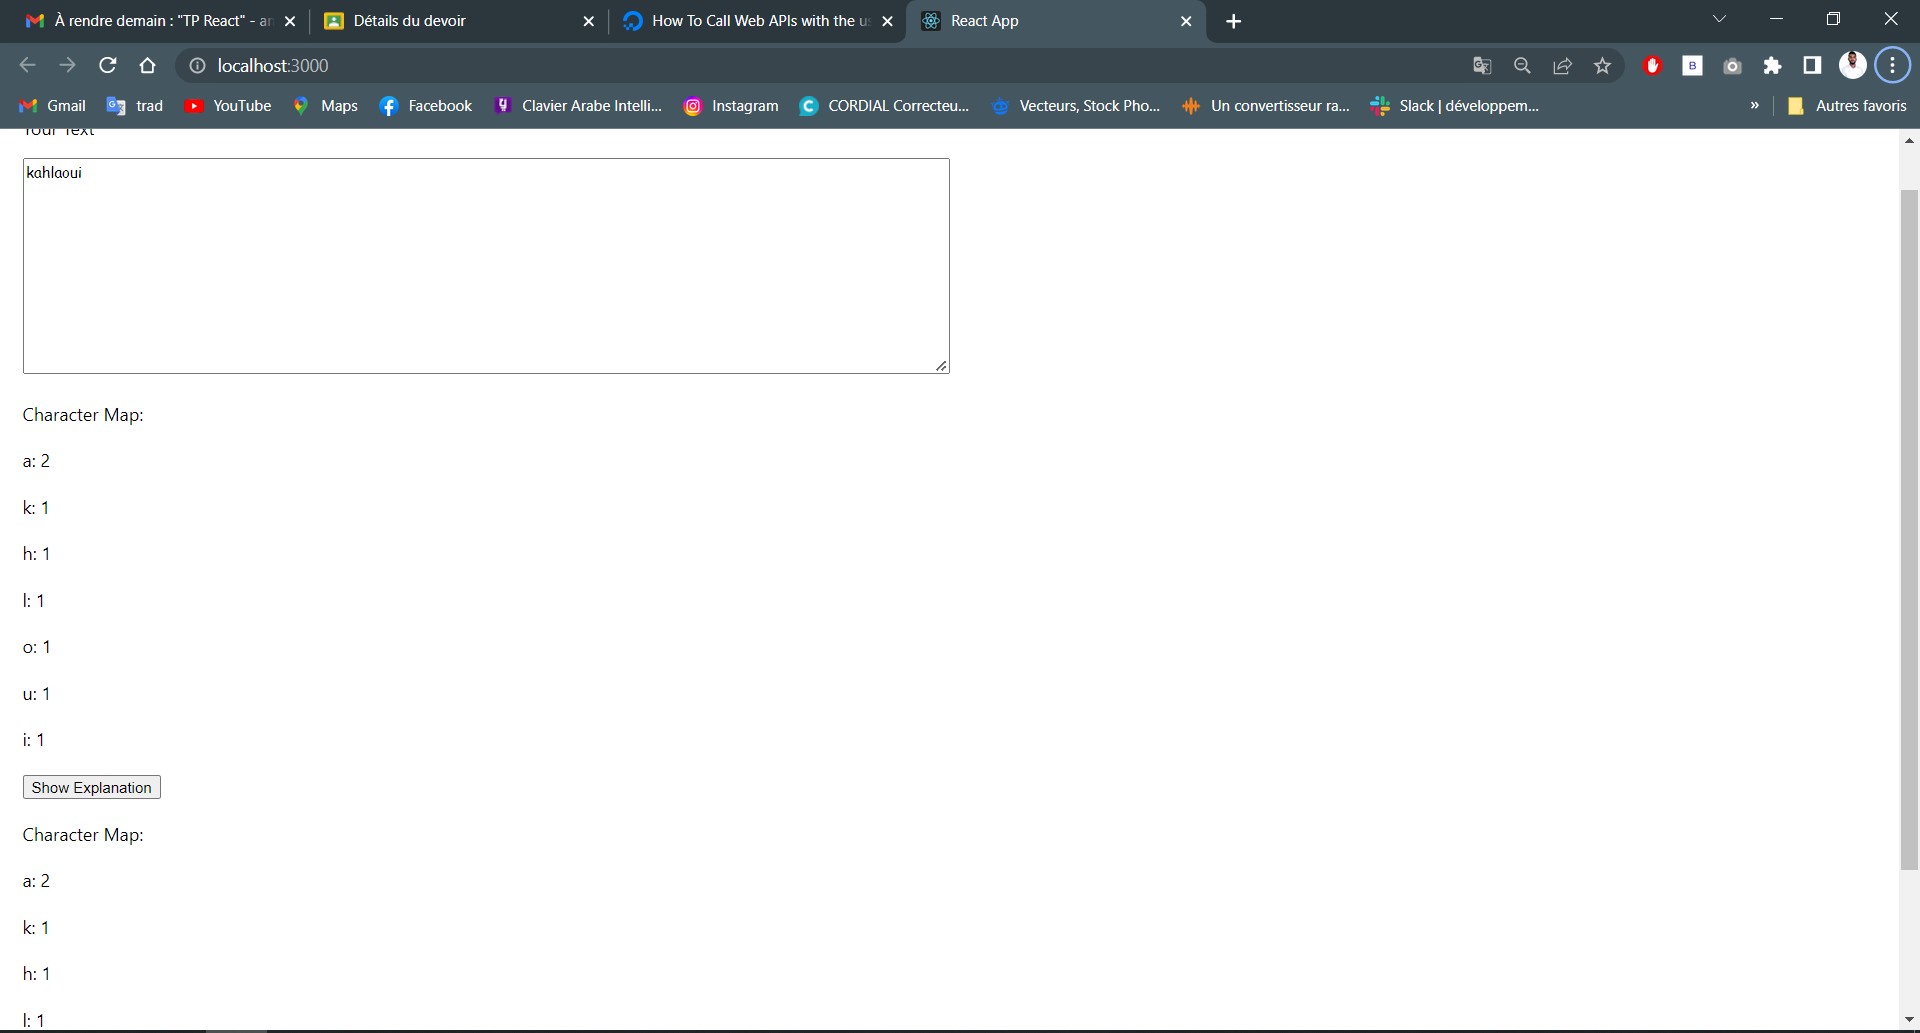 À rendre demain : "TP React" - ar
Détails du devoir
How To Call Web APIs with the us
React App
localhost:3000
Gmail
trad
YouTube
Maps
Facebook
Clavier Arabe Intelli...
Instagram
CORDIAL Correcteu...
Vecteurs, Stock Pho...
Un convertisseur ra...
Slack | développem...
»
Autres favoris
Your Text
kahlaoui
Character Map:
a: 2
k: 1
h: 1
l: 1
o: 1
u: 1
i: 1
Show Explanation
Character Map:
a: 2
k: 1
h: 1
l: 1